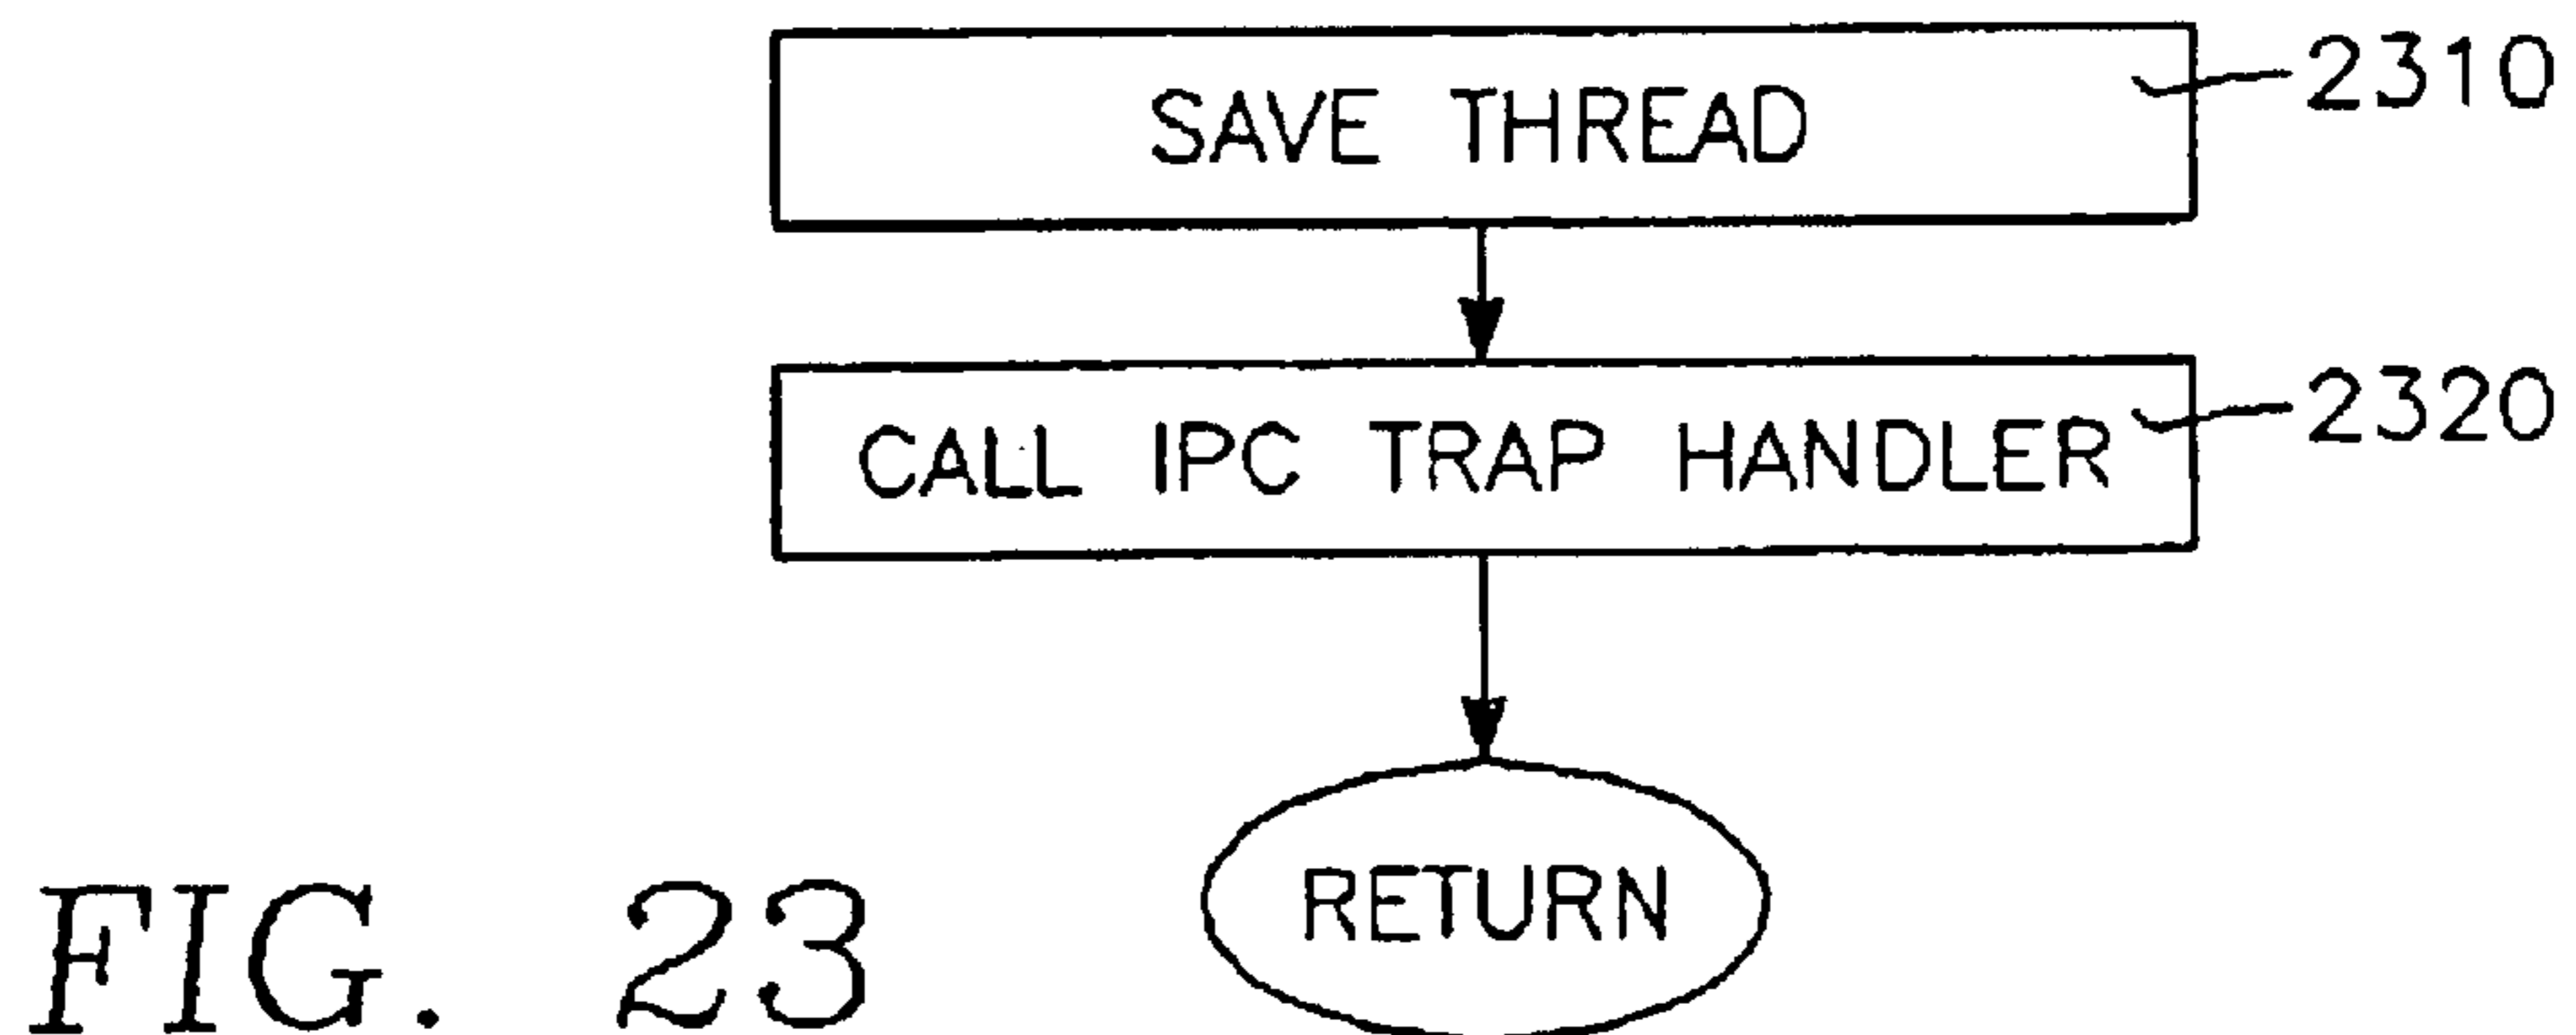 SAVE THREAD
2310
CALL IPC TRAP HANDLER
2320
RETURN
FIG. 23